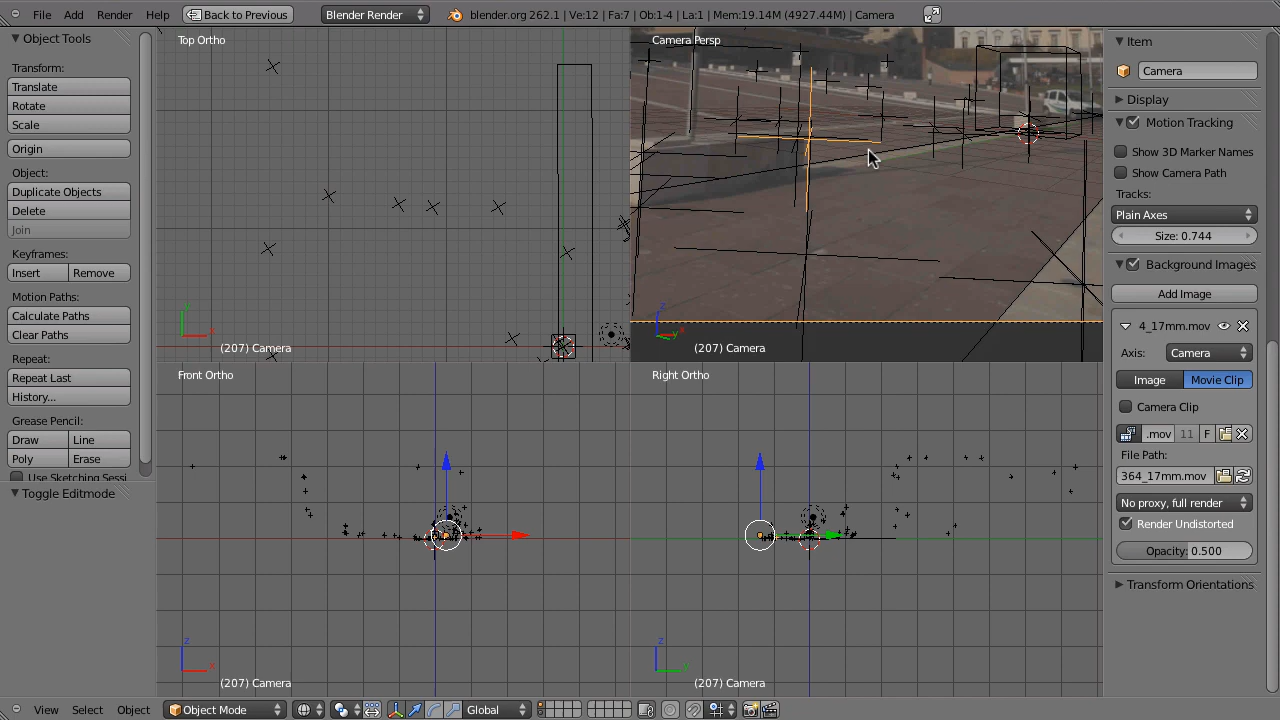 File Add Render Help Back to Previous Blender Render blender.org 262.1 | Ve:12 | Fa:7 | Ob:1-4 | La:1 | Mem:19.14M (4927.44M) | Camera
Object Tools
Transform:
Translate
Rotate
Scale
Origin
Object:
Duplicate Objects
Delete
Join
Keyframes:
Insert Remove
Motion Paths:
Calculate Paths
Clear Paths
Repeat:
Repeat Last
History...
Grease Pencil:
Draw Line
Poly Erase
Use Sketching Sessi
Toggle Editmode
Top Ortho
y
x
(207) Camera
Camera Persp
z
y x
(207) Camera
Front Ortho
z
x
(207) Camera
Right Ortho
z
y
(207) Camera
Item
Camera
Display
Motion Tracking
Show 3D Marker Names
Show Camera Path
Tracks:
Plain Axes
Size: 0.744
Background Images
Add Image
4_17mm.mov
Axis: Camera
Image Movie Clip
Camera Clip
.mov 11 F
File Path:
364_17mm.mov
No proxy, full render
Render Undistorted
Opacity: 0.500
Transform Orientations
View Select Object Object Mode Global